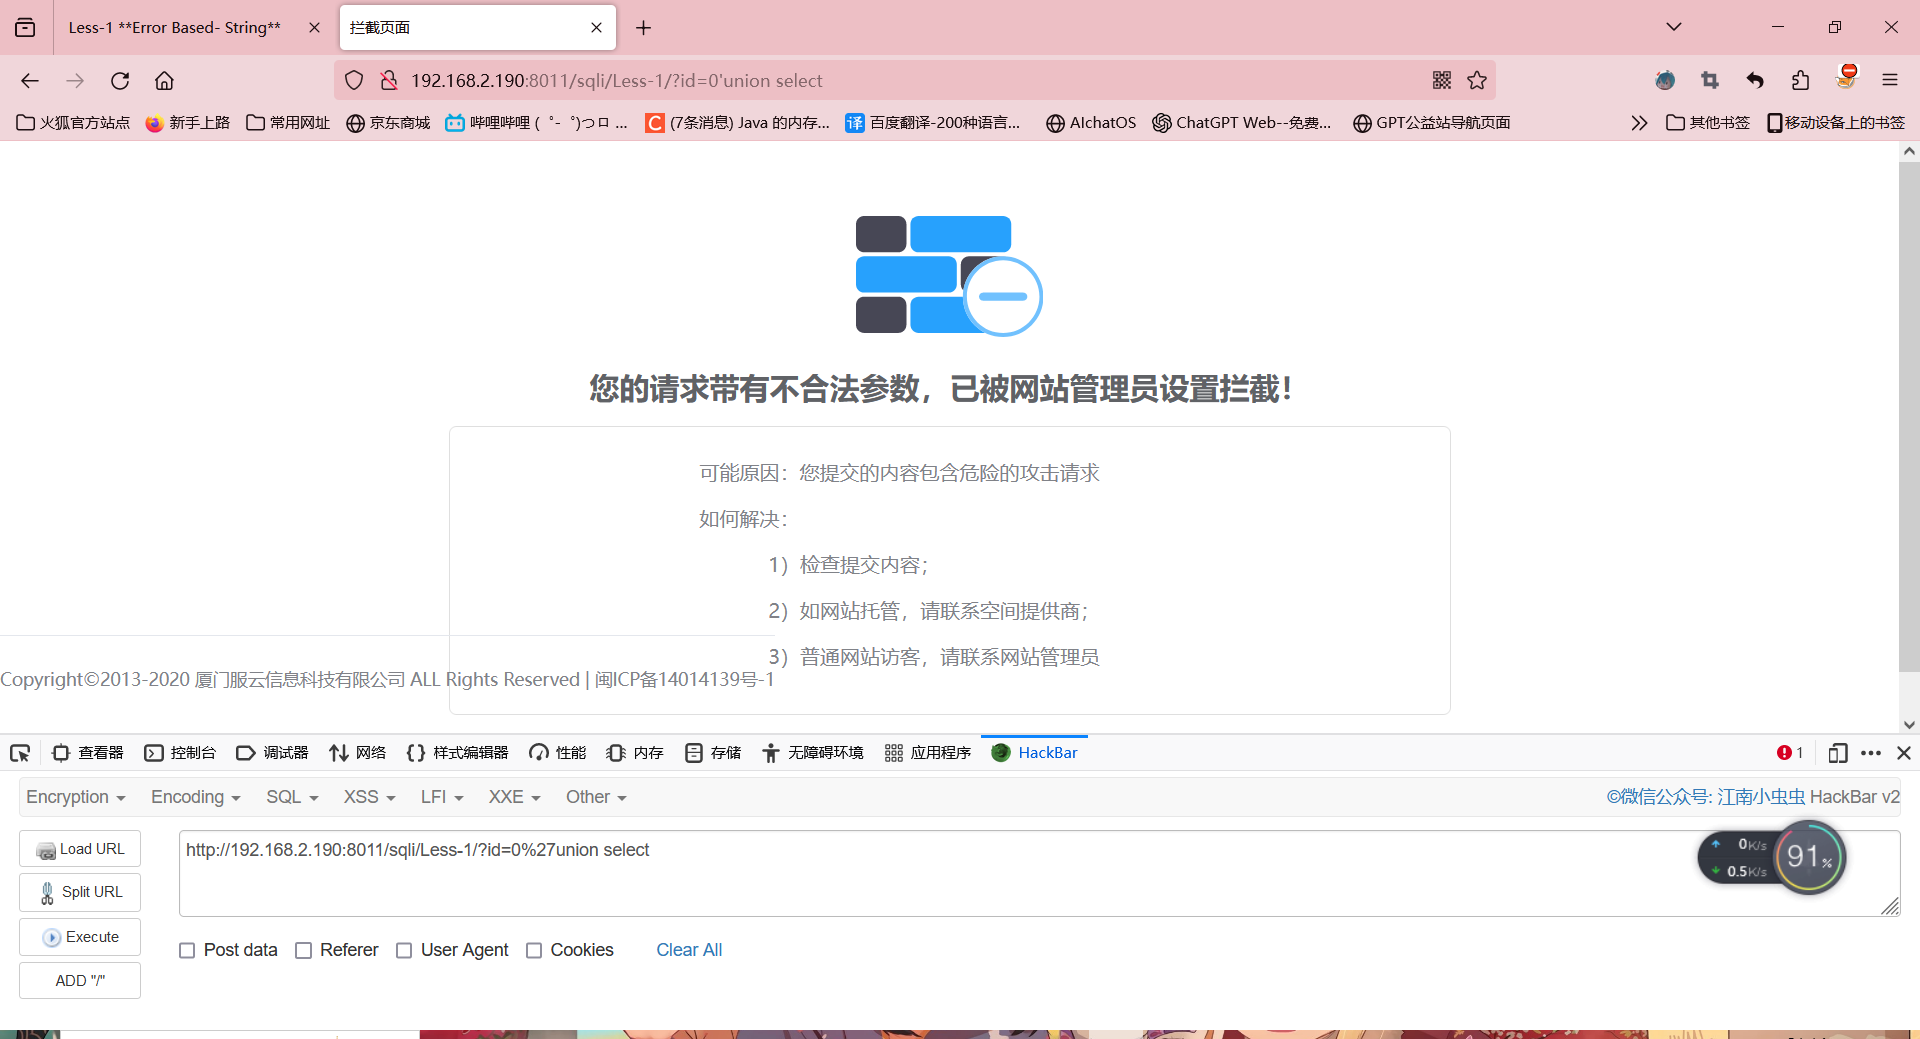 Less-1 **Error Based- String**
拦截页面
192.168.2.190:8011/sqli/Less-1/?id=0'union select
火狐官方站点
新手上路
常用网址
京东商城
哔哩哔哩 ( ゜- ゜)つロ ...
(7条消息) Java 的内存...
百度翻译-200种语言...
AIchatOS
ChatGPT Web--免费...
GPT公益站导航页面
其他书签
移动设备上的书签
您的请求带有不合法参数，已被网站管理员设置拦截！
可能原因：您提交的内容包含危险的攻击请求
如何解决：
1）检查提交内容；
2）如网站托管，请联系空间提供商；
3）普通网站访客，请联系网站管理员
Copyright©2013-2020 厦门服云信息科技有限公司 ALL Rights Reserved | 闽ICP备14014139号-1
查看器
控制台
调试器
网络
样式编辑器
性能
内存
存储
无障碍环境
应用程序
HackBar
1
Encryption
Encoding
SQL
XSS
LFI
XXE
Other
©微信公众号: 江南小虫虫 HackBar v2
Load URL
http://192.168.2.190:8011/sqli/Less-1/?id=0%27union select
0K/s
0.5K/s
91%
Split URL
Execute
Post data
Referer
User Agent
Cookies
Clear All
ADD "/"